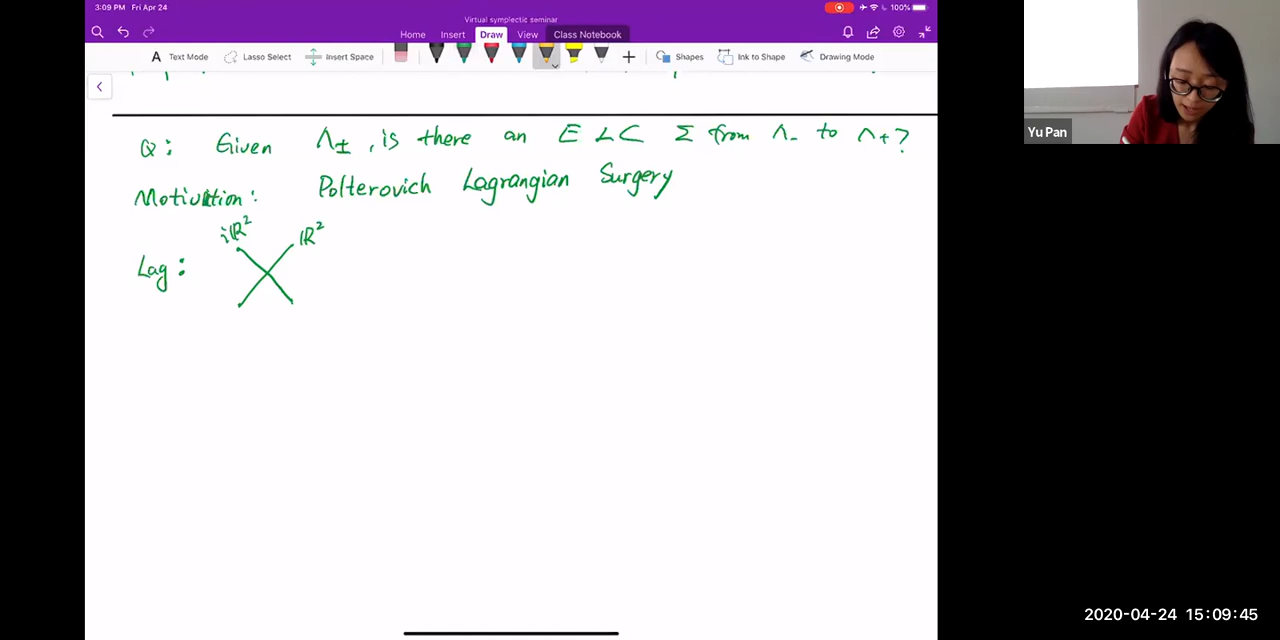 3:09 PM Fri Apr 24
100%
Virtual symplectic seminar
Home Insert Draw View Class Notebook
Text Mode Lasso Select Insert Space Shapes Ink to Shape Drawing Mode
Q: Given Λ± , is there an E L C Σ from Λ- to Λ+?
Motivation: Polterovich Lagrangian Surgery
iR² R²
Lag:
Yu Pan
2020-04-24 15:09:45